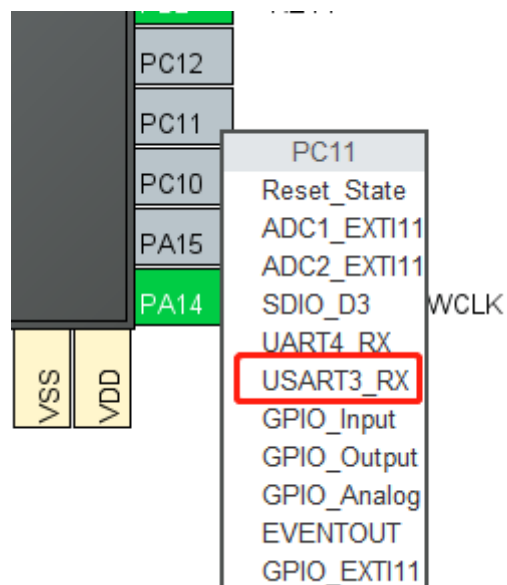 PC12
PC11
PC10
PA15
PA14
WCLK
VSS
VDD
PC11
Reset_State
ADC1_EXTI11
ADC2_EXTI11
SDIO_D3
UART4_RX
USART3_RX
GPIO_Input
GPIO_Output
GPIO_Analog
EVENTOUT
GPIO_EXTI11